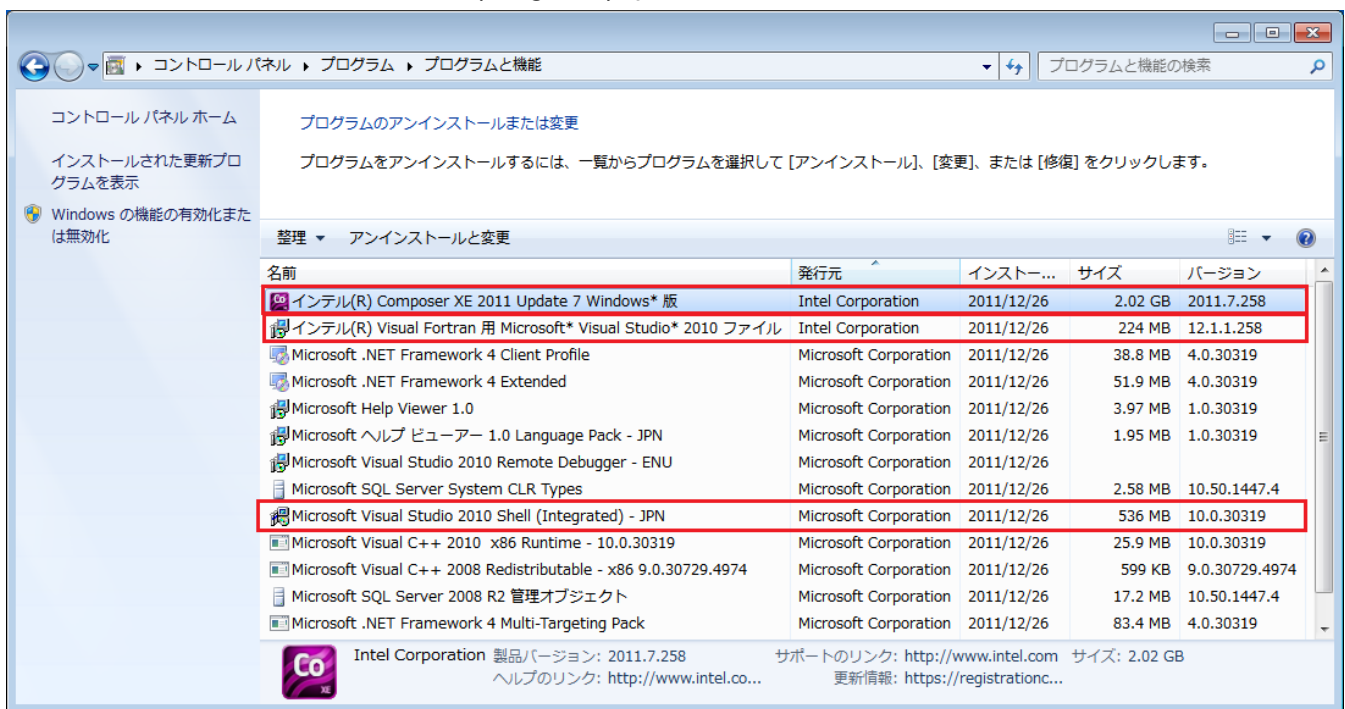 コントロール パネル ▸ プログラム ▸ プログラムと機能
プログラムと機能の検索
コントロール パネル ホーム
インストールされた更新プロ
グラムを表示
Windows の機能の有効化また
は無効化
プログラムのアンインストールまたは変更
プログラムをアンインストールするには、一覧からプログラムを選択して [アンインストール]、[変更]、または [修復] をクリックします。
整理 アンインストールと変更
名前 発行元 インストー... サイズ バージョン
インテル(R) Composer XE 2011 Update 7 Windows* 版 Intel Corporation 2011/12/26 2.02 GB 2011.7.258
インテル(R) Visual Fortran 用 Microsoft* Visual Studio* 2010 ファイル Intel Corporation 2011/12/26 224 MB 12.1.1.258
Microsoft .NET Framework 4 Client Profile Microsoft Corporation 2011/12/26 38.8 MB 4.0.30319
Microsoft .NET Framework 4 Extended Microsoft Corporation 2011/12/26 51.9 MB 4.0.30319
Microsoft Help Viewer 1.0 Microsoft Corporation 2011/12/26 3.97 MB 1.0.30319
Microsoft ヘルプ ビューアー 1.0 Language Pack - JPN Microsoft Corporation 2011/12/26 1.95 MB 1.0.30319
Microsoft Visual Studio 2010 Remote Debugger - ENU Microsoft Corporation 2011/12/26
Microsoft SQL Server System CLR Types Microsoft Corporation 2011/12/26 2.58 MB 10.50.1447.4
Microsoft Visual Studio 2010 Shell (Integrated) - JPN Microsoft Corporation 2011/12/26 536 MB 10.0.30319
Microsoft Visual C++ 2010 x86 Runtime - 10.0.30319 Microsoft Corporation 2011/12/26 25.9 MB 10.0.30319
Microsoft Visual C++ 2008 Redistributable - x86 9.0.30729.4974 Microsoft Corporation 2011/12/26 599 KB 9.0.30729.4974
Microsoft SQL Server 2008 R2 管理オブジェクト Microsoft Corporation 2011/12/26 17.2 MB 10.50.1447.4
Microsoft .NET Framework 4 Multi-Targeting Pack Microsoft Corporation 2011/12/26 83.4 MB 4.0.30319
Co XE
Intel Corporation 製品バージョン: 2011.7.258 サポートのリンク: http://www.intel.com サイズ: 2.02 GB
ヘルプのリンク: http://www.intel.co... 更新情報: https://registrationc...